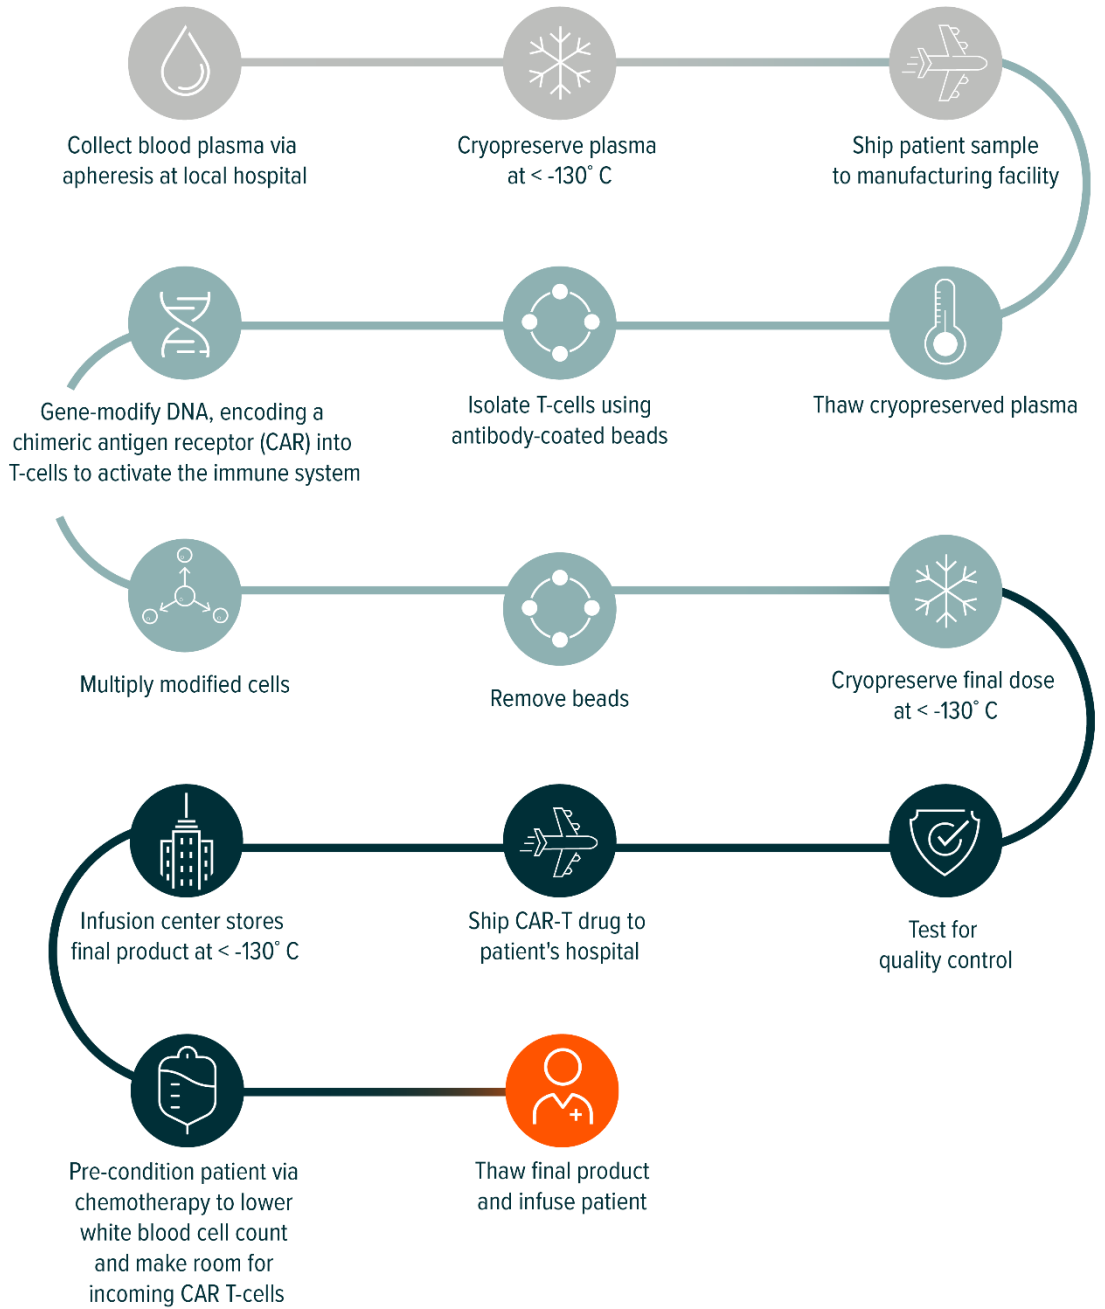 Collect blood plasma via
apheresis at local hospital
Cryopreserve plasma
at < -130° C
Ship patient sample
to manufacturing facility
Thaw cryopreserved plasma
Isolate T-cells using
antibody-coated beads
Gene-modify DNA, encoding a
chimeric antigen receptor (CAR) into
T-cells to activate the immune system
Multiply modified cells
Remove beads
Cryopreserve final dose
at < -130° C
Test for
quality control
Ship CAR-T drug to
patient's hospital
Infusion center stores
final product at < -130° C
Pre-condition patient via
chemotherapy to lower
white blood cell count
and make room for
incoming CAR T-cells
Thaw final product
and infuse patient